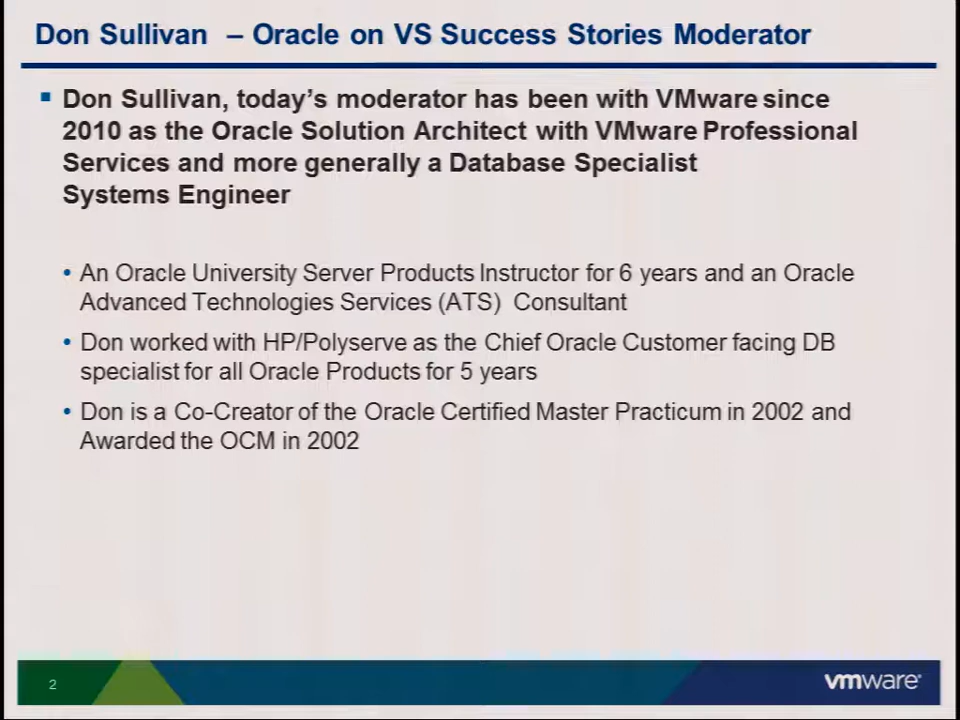 Don Sullivan – Oracle on VS Success Stories Moderator
Don Sullivan, today's moderator has been with VMware since
2010 as the Oracle Solution Architect with VMware Professional
Services and more generally a Database Specialist
Systems Engineer
An Oracle University Server Products Instructor for 6 years and an Oracle
Advanced Technologies Services (ATS) Consultant
Don worked with HP/Polyserve as the Chief Oracle Customer facing DB
specialist for all Oracle Products for 5 years
Don is a Co-Creator of the Oracle Certified Master Practicum in 2002 and
Awarded the OCM in 2002
2
vmware